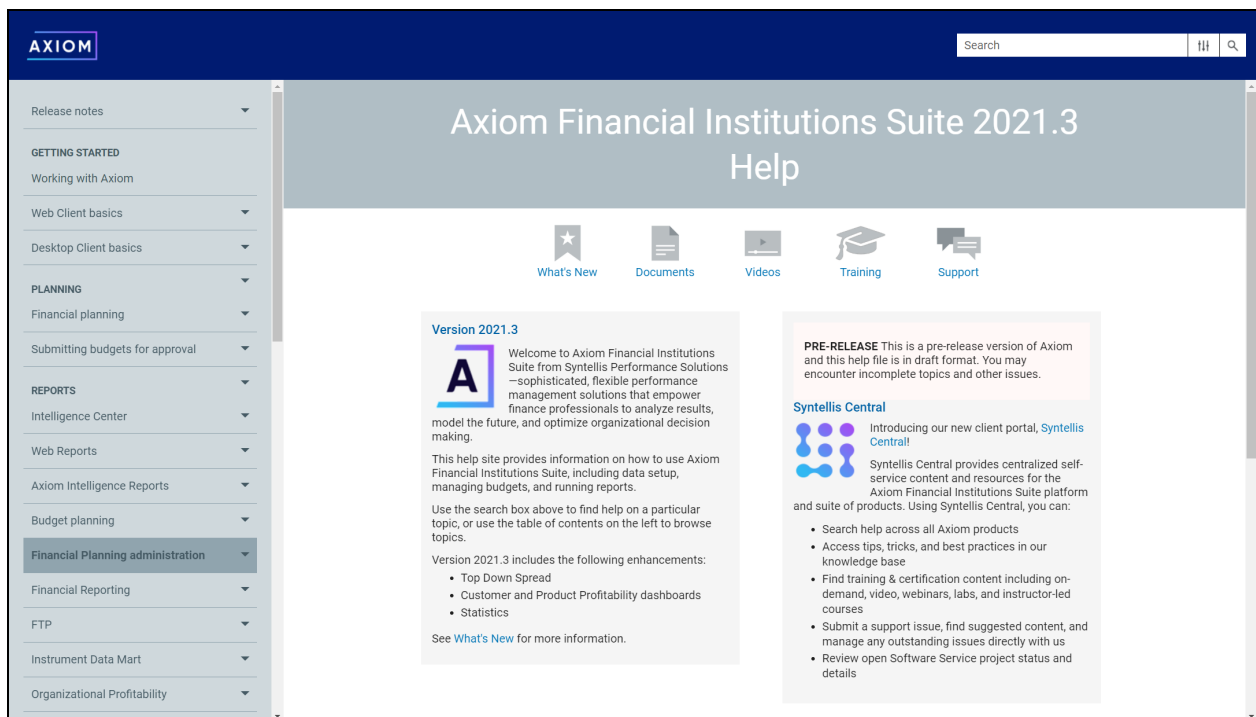 AXIOM
Search
Release notes
GETTING STARTED
Working with Axiom
Web Client basics
Desktop Client basics
PLANNING
Financial planning
Submitting budgets for approval
REPORTS
Intelligence Center
Web Reports
Axiom Intelligence Reports
Budget planning
Financial Planning administration
Financial Reporting
FTP
Instrument Data Mart
Organizational Profitability
Axiom Financial Institutions Suite 2021.3
Help
What's New
Documents
Videos
Training
Support
Version 2021.3
A
Welcome to Axiom Financial Institutions
Suite from Syntellis Performance Solutions
—sophisticated, flexible performance
management solutions that empower
finance professionals to analyze results,
model the future, and optimize organizational decision
making.
This help site provides information on how to use Axiom
Financial Institutions Suite, including data setup,
managing budgets, and running reports.
Use the search box above to find help on a particular
topic, or use the table of contents on the left to browse
topics.
Version 2021.3 includes the following enhancements:
• Top Down Spread
• Customer and Product Profitability dashboards
• Statistics
See What's New for more information.
PRE-RELEASE This is a pre-release version of Axiom
and this help file is in draft format. You may
encounter incomplete topics and other issues.
Syntellis Central
Introducing our new client portal, Syntellis
Central!
Syntellis Central provides centralized self-
service content and resources for the
Axiom Financial Institutions Suite platform
and suite of products. Using Syntellis Central, you can:
• Search help across all Axiom products
• Access tips, tricks, and best practices in our
knowledge base
• Find training & certification content including on-
demand, video, webinars, labs, and instructor-led
courses
• Submit a support issue, find suggested content, and
manage any outstanding issues directly with us
• Review open Software Service project status and
details